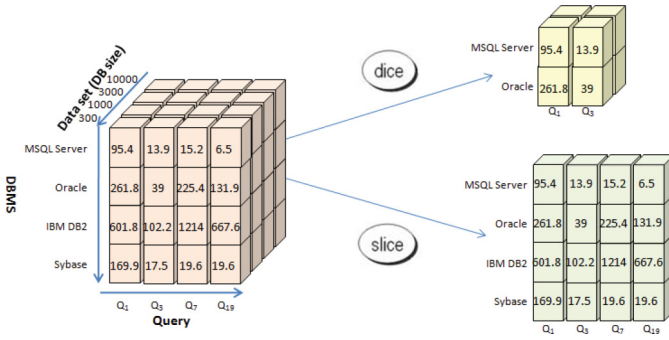 Data set (DB size)
10000
3000
1000
300
DBMS
MSQL Server 95.4 13.9 15.2 6.5
Oracle 261.8 39 225.4 131.9
IBM DB2 601.8 102.2 1214 667.6
Sybase 169.9 17.5 19.6 19.6
Q1 Q3 Q7 Q19
Query
dice
MSQL Server 95.4 13.9
Oracle 261.8 39
Q1 Q3
slice
MSQL Server 95.4 13.9 15.2 6.5
Oracle 261.8 39 225.4 131.9
IBM DB2 601.8 102.2 1214 667.6
Sybase 169.9 17.5 19.6 19.6
Q1 Q3 Q7 Q19